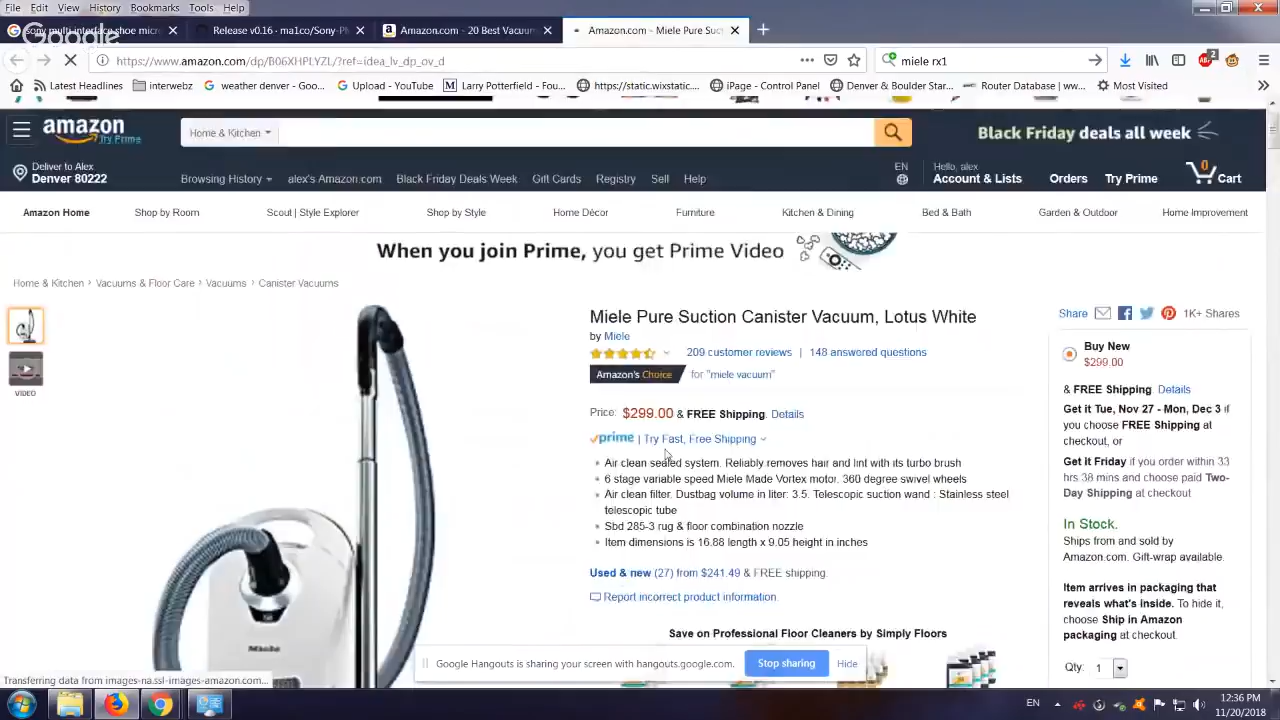 File Edit View History Bookmarks Tools Help
sony multi interface shoe micro
Release v0.16 · ma1co/Sony-P
Amazon.com - 20 Best Vacuum
Amazon.com - Miele Pure Suct
Google
https://www.amazon.com/dp/B06XHPLYZL/?ref=idea_lv_dp_ov_d
miele rx1
2
Latest Headlines
interwebz
weather denver - Goo...
Upload - YouTube
Larry Potterfield - Fou...
https://static.wixstatic...
iPage - Control Panel
Denver & Boulder Star...
Router Database | ww...
Most Visited
amazon
Try Prime
Home & Kitchen
Black Friday deals all week
Deliver to Alex
Denver 80222
Browsing History
alex's Amazon.com
Black Friday Deals Week
Gift Cards
Registry
Sell
Help
EN
Hello, alex
Account & Lists
Orders
Try Prime
0
Cart
Amazon Home
Shop by Room
Scout | Style Explorer
Shop by Style
Home Décor
Furniture
Kitchen & Dining
Bed & Bath
Garden & Outdoor
Home Improvement
When you join Prime, you get Prime Video
Home & Kitchen › Vacuums & Floor Care › Vacuums › Canister Vacuums
VIDEO
Miele
Miele Pure Suction Canister Vacuum, Lotus White
by Miele
209 customer reviews | 148 answered questions
Amazon's Choice for "miele vacuum"
Price: $299.00 & FREE Shipping. Details
prime | Try Fast, Free Shipping
Air clean sealed system. Reliably removes hair and lint with its turbo brush
6 stage variable speed Miele Made Vortex motor. 360 degree swivel wheels
Air clean filter. Dustbag volume in liter: 3.5. Telescopic suction wand : Stainless steel
telescopic tube
Sbd 285-3 rug & floor combination nozzle
Item dimensions is 16.88 length x 9.05 height in inches
Used & new (27) from $241.49 & FREE shipping.
Report incorrect product information.
Save on Professional Floor Cleaners by Simply Floors
Share
1K+ Shares
Buy New
$299.00
& FREE Shipping. Details
Get it Tue, Nov 27 - Mon, Dec 3 if
you choose FREE Shipping at
checkout, or
Get it Friday if you order within 33
hrs 38 mins and choose paid Two-
Day Shipping at checkout
In Stock.
Ships from and sold by
Amazon.com. Gift-wrap available.
Item arrives in packaging that
reveals what's inside. To hide it,
choose Ship in Amazon
packaging at checkout.
Qty: 1
Google Hangouts is sharing your screen with hangouts.google.com.
Stop sharing
Hide
Transferring data from images-na.ssl-images-amazon.com...
EN
12:36 PM
11/20/2018